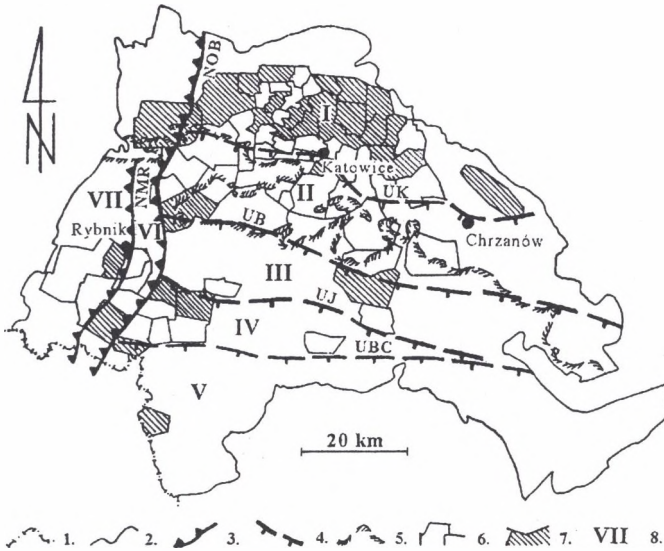 N
NOB
I
Katowice
II
UK
VII
NMR
VI
UB
Rybnik
Chrzanów
III
UJ
IV
UBC
V
20 km
1. 2. 3. 4. 5. 6. 7. VII 8.